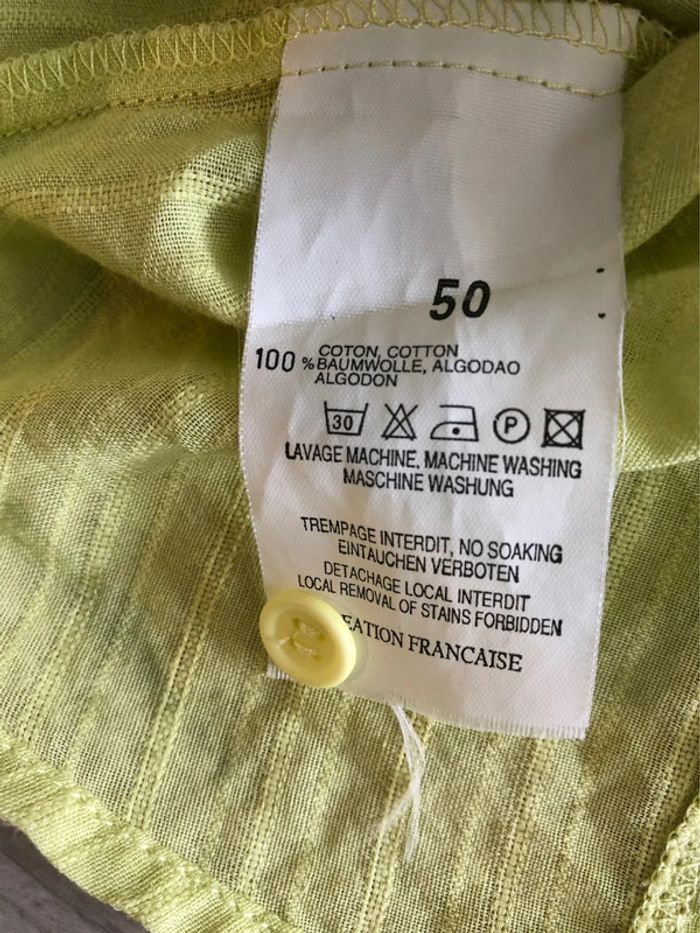 50
100 % COTON, COTTON
BAUMWOLLE, ALGODAO
ALGODON
30 P
LAVAGE MACHINE, MACHINE WASHING
MASCHINE WASHUNG
TREMPAGE INTERDIT, NO SOAKING
EINTAUCHEN VERBOTEN
DETACHAGE LOCAL INTERDIT
LOCAL REMOVAL OF STAINS FORBIDDEN
EATION FRANCAISE